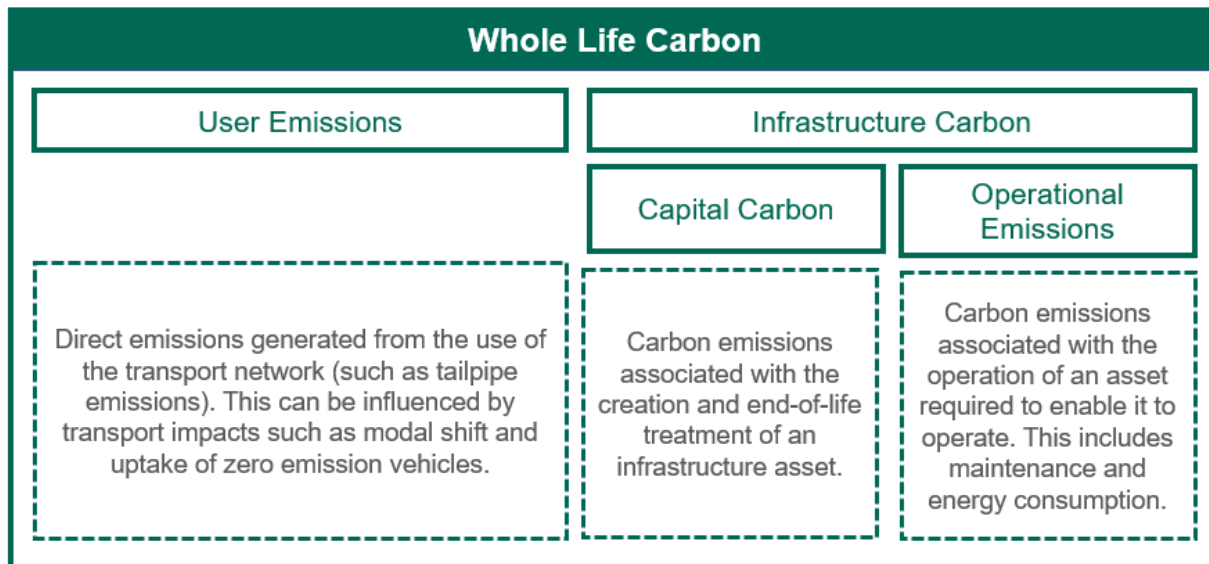 Whole Life Carbon
User Emissions
Infrastructure Carbon
Capital Carbon
Operational
Emissions
Direct emissions generated from the use of
the transport network (such as tailpipe
emissions). This can be influenced by
transport impacts such as modal shift and
uptake of zero emission vehicles.
Carbon emissions
associated with the
creation and end-of-life
treatment of an
infrastructure asset.
Carbon emissions
associated with the
operation of an asset
required to enable it to
operate. This includes
maintenance and
energy consumption.